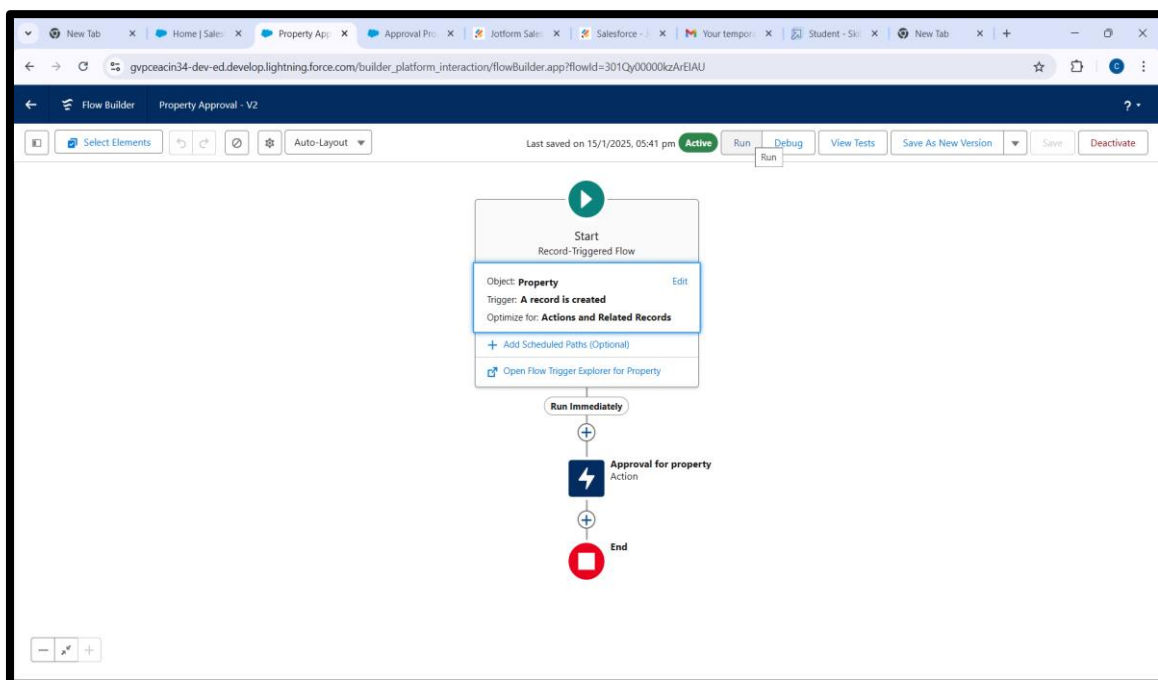 New Tab
Home | Sales
Property App
Approval Pro
Jotform Sales
Salesforce - J
Your tempora
Student - Ski
New Tab
gvpceacin34-dev-ed.develop.lightning.force.com/builder_platform_interaction/flowBuilder.app?flowId=301Qy00000kzArEIAU
C
Flow Builder
Property Approval - V2
?
Select Elements
Auto-Layout
Last saved on 15/1/2025, 05:41 pm
Active
Run
Debug
View Tests
Save As New Version
Save
Deactivate
Run
Start
Record-Triggered Flow
Object: Property
Edit
Trigger: A record is created
Optimize for: Actions and Related Records
+ Add Scheduled Paths (Optional)
Open Flow Trigger Explorer for Property
Run Immediately
Approval for property
Action
End